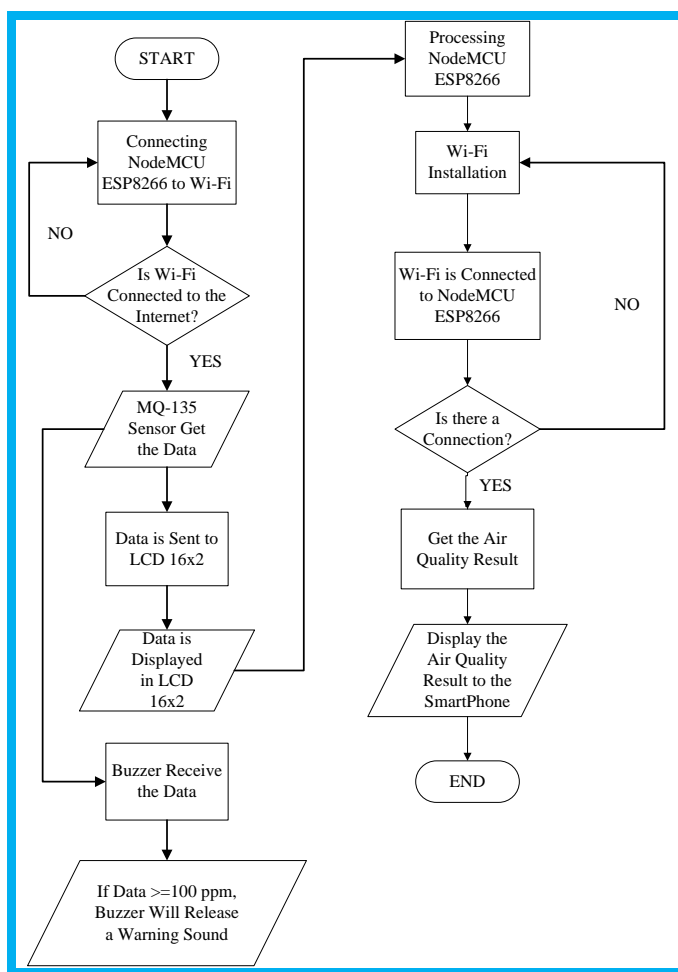 START
Connecting
NodeMCU
ESP8266 to Wi-Fi
NO
Is Wi-Fi
Connected to the
Internet?
YES
MQ-135
Sensor Get
the Data
Data is Sent to
LCD 16x2
Data is
Displayed
in LCD
16x2
Buzzer Receive
the Data
If Data >=100 ppm,
Buzzer Will Release
a Warning Sound
Processing
NodeMCU
ESP8266
Wi-Fi
Installation
Wi-Fi is Connected
to NodeMCU
ESP8266
NO
Is there a
Connection?
YES
Get the Air
Quality Result
Display the
Air Quality
Result to the
SmartPhone
END